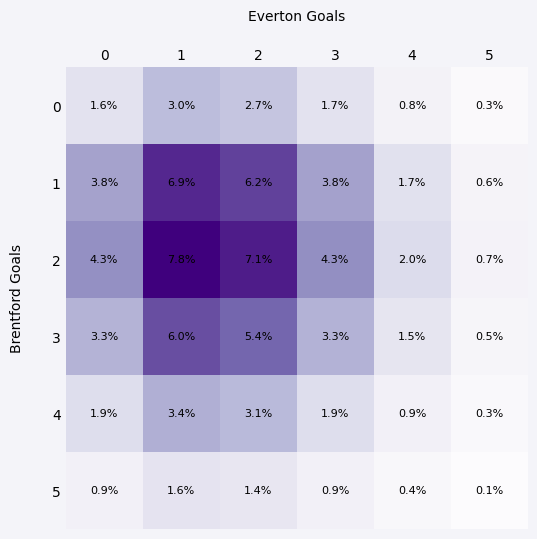 Everton Goals
0 1 2 3 4 5
0 1.6% 3.0% 2.7% 1.7% 0.8% 0.3%
1 3.8% 6.9% 6.2% 3.8% 1.7% 0.6%
2 4.3% 7.8% 7.1% 4.3% 2.0% 0.7%
3 3.3% 6.0% 5.4% 3.3% 1.5% 0.5%
4 1.9% 3.4% 3.1% 1.9% 0.9% 0.3%
5 0.9% 1.6% 1.4% 0.9% 0.4% 0.1%
Brentford Goals